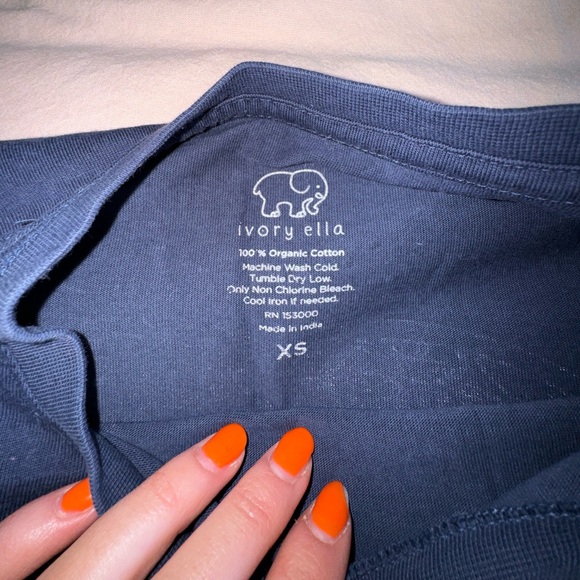 ivory ella
100% Organic Cotton
Machine Wash Cold.
Tumble Dry Low.
Only Non Chlorine Bleach.
Cool Iron if needed.
RN 153000
Made in India
XS